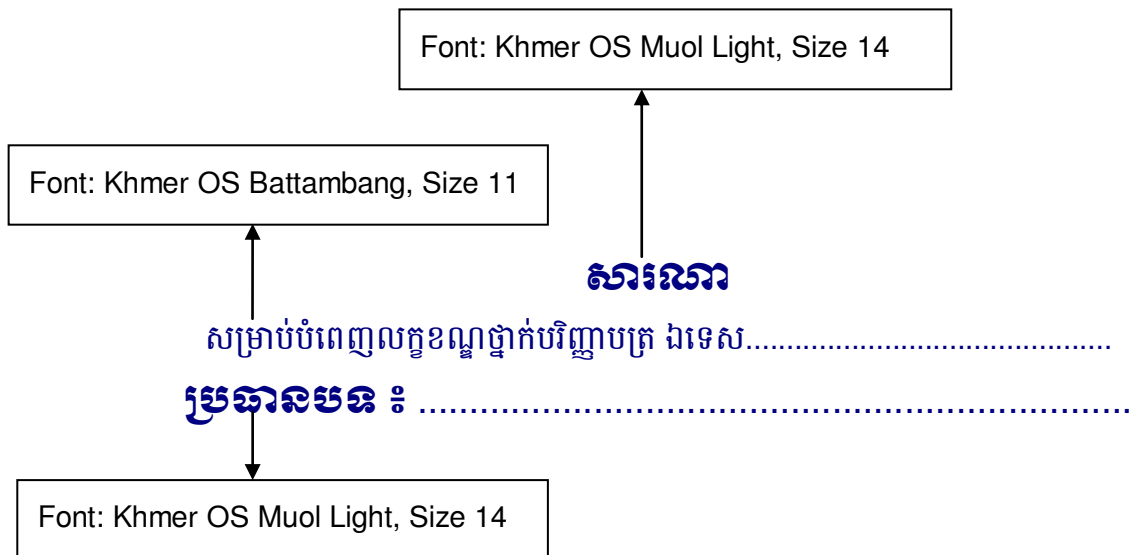 Font: Khmer OS Muol Light, Size 14
Font: Khmer OS Battambang, Size 11
សារណា
សម្រាប់បំពេញលក្ខខណ្ឌថ្នាក់បរិញ្ញាបត្រ ឯទេស............................................
ប្រធានបទ ៖ ......................................................................
Font: Khmer OS Muol Light, Size 14